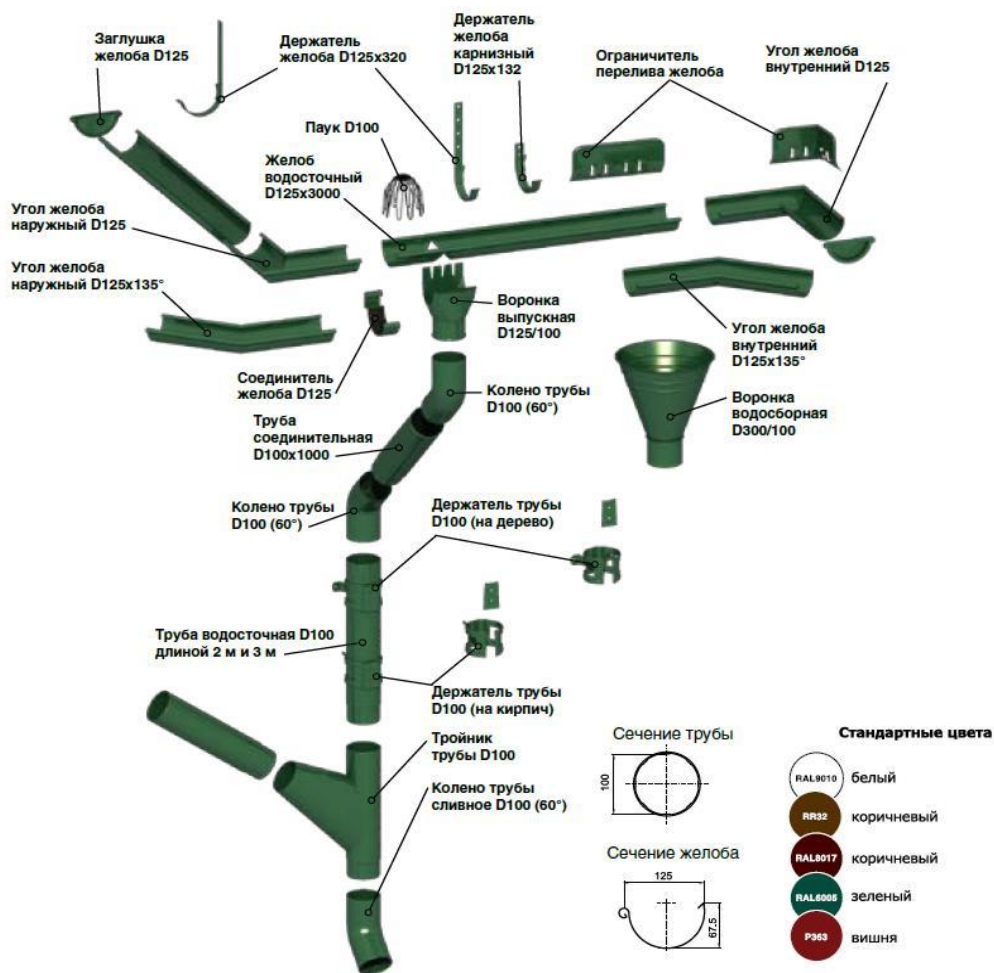 Заглушка
желоба D125
Держатель
желоба D125x320
Держатель
желоба
карнизный
D125x132
Ограничитель
перелива желоба
Угол желоба
внутренний D125
Паук D100
Желоб
водосточный
D125x3000
Угол желоба
наружный D125
Угол желоба
наружный D125x135°
Воронка
выпускная
D125/100
Угол желоба
внутренний
D125x135°
Соединитель
желоба D125
Колено трубы
D100 (60°)
Воронка
водосборная
D300/100
Труба
соединительная
D100x1000
Колено трубы
D100 (60°)
Держатель трубы
D100 (на дерево)
Труба водосточная D100
длиной 2 м и 3 м
Держатель трубы
D100 (на кирпич)
Тройник
трубы D100
Колено трубы
сливное D100 (60°)
Сечение трубы
100
Сечение желоба
125
67.5
Стандартные цвета
RAL9010 белый
RR32 коричневый
RAL8017 коричневый
RAL6005 зеленый
P363 вишня